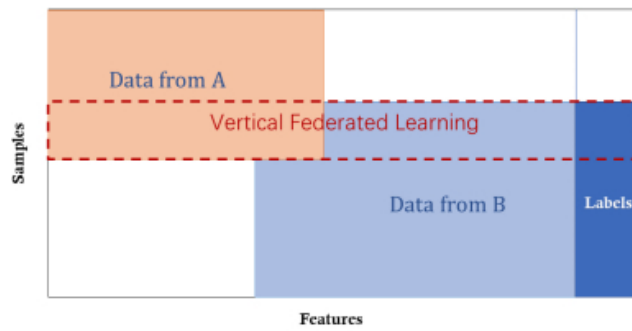 Data from A
Vertical Federated Learning
Samples
Data from B
Labels
Features